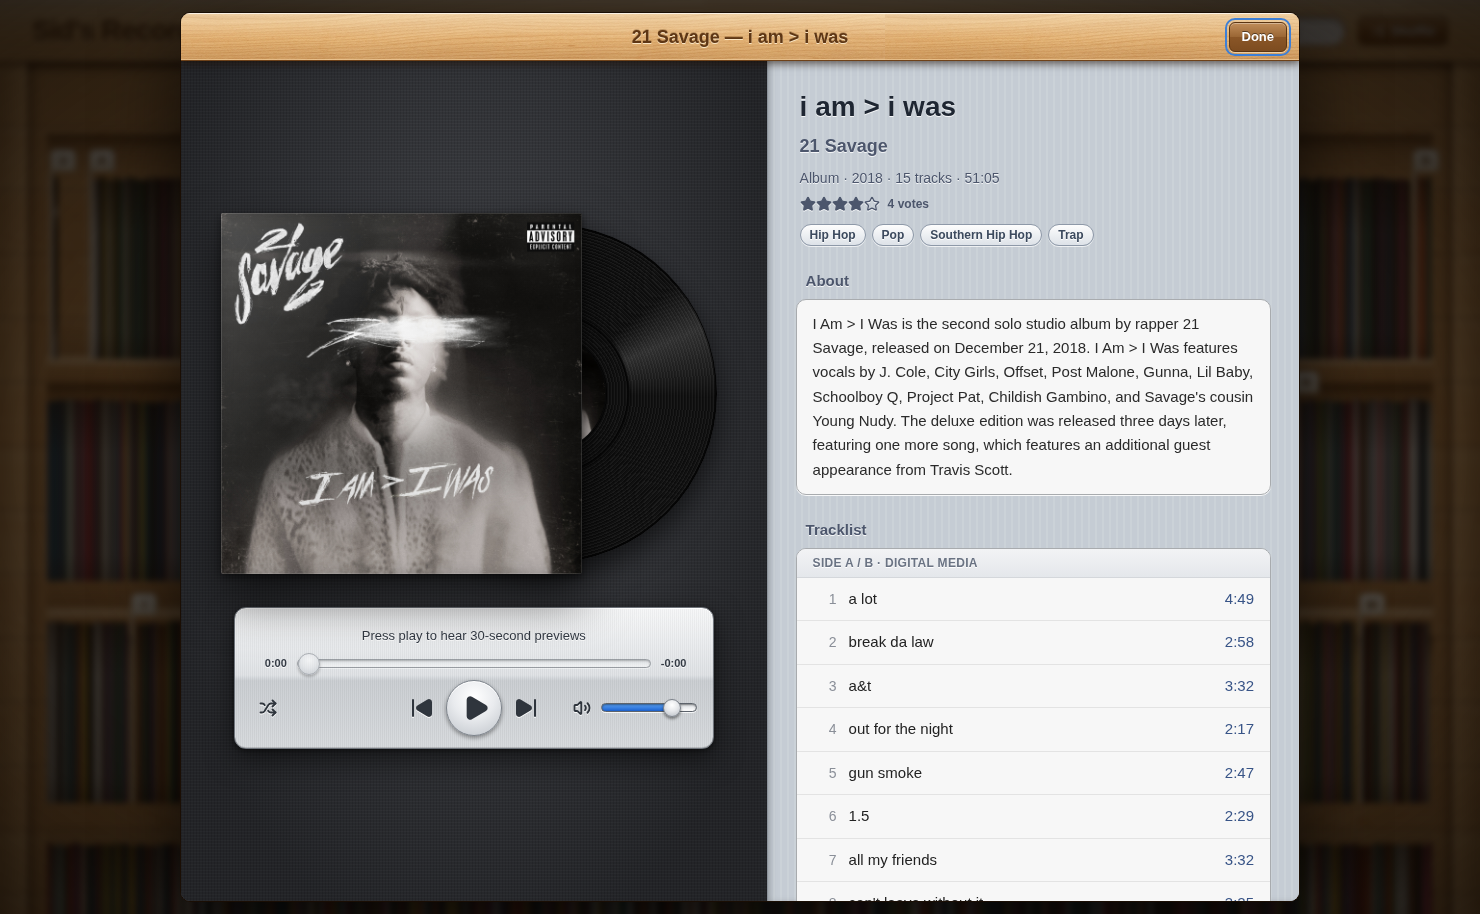 Sid's Recor
21 Savage — i am > i was
Done
i am > i was
21 Savage
Album · 2018 · 15 tracks · 51:05
4 votes
Hip Hop
Pop
Southern Hip Hop
Trap
21 Savage
PARENTAL
ADVISORY
EXPLICIT CONTENT
I AM > I WAS
About
I Am > I Was is the second solo studio album by rapper 21
Savage, released on December 21, 2018. I Am > I Was features
vocals by J. Cole, City Girls, Offset, Post Malone, Gunna, Lil Baby,
Schoolboy Q, Project Pat, Childish Gambino, and Savage's cousin
Young Nudy. The deluxe edition was released three days later,
featuring one more song, which features an additional guest
appearance from Travis Scott.
Press play to hear 30-second previews
0:00
-0:00
Tracklist
SIDE A / B · DIGITAL MEDIA
1 a lot 4:49
2 break da law 2:58
3 a&t 3:32
4 out for the night 2:17
5 gun smoke 2:47
6 1.5 2:29
7 all my friends 3:32
8 can't leave without it